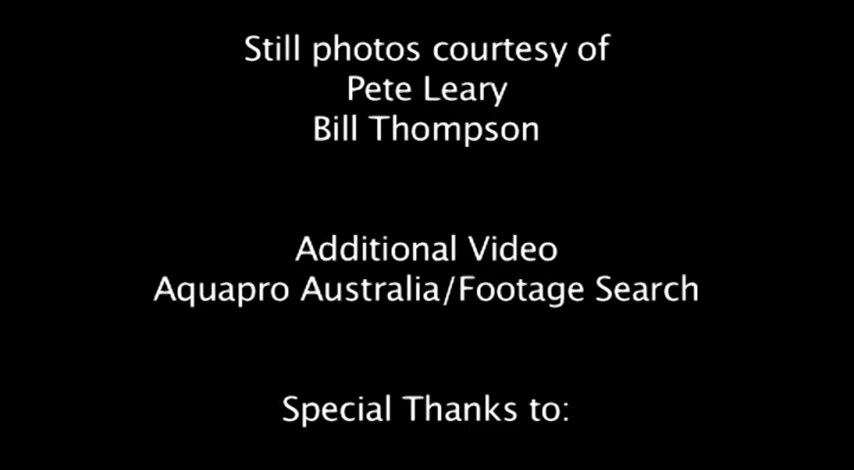 Still photos courtesy of
Pete Leary
Bill Thompson
Additional Video
Aquapro Australia/Footage Search
Special Thanks to: